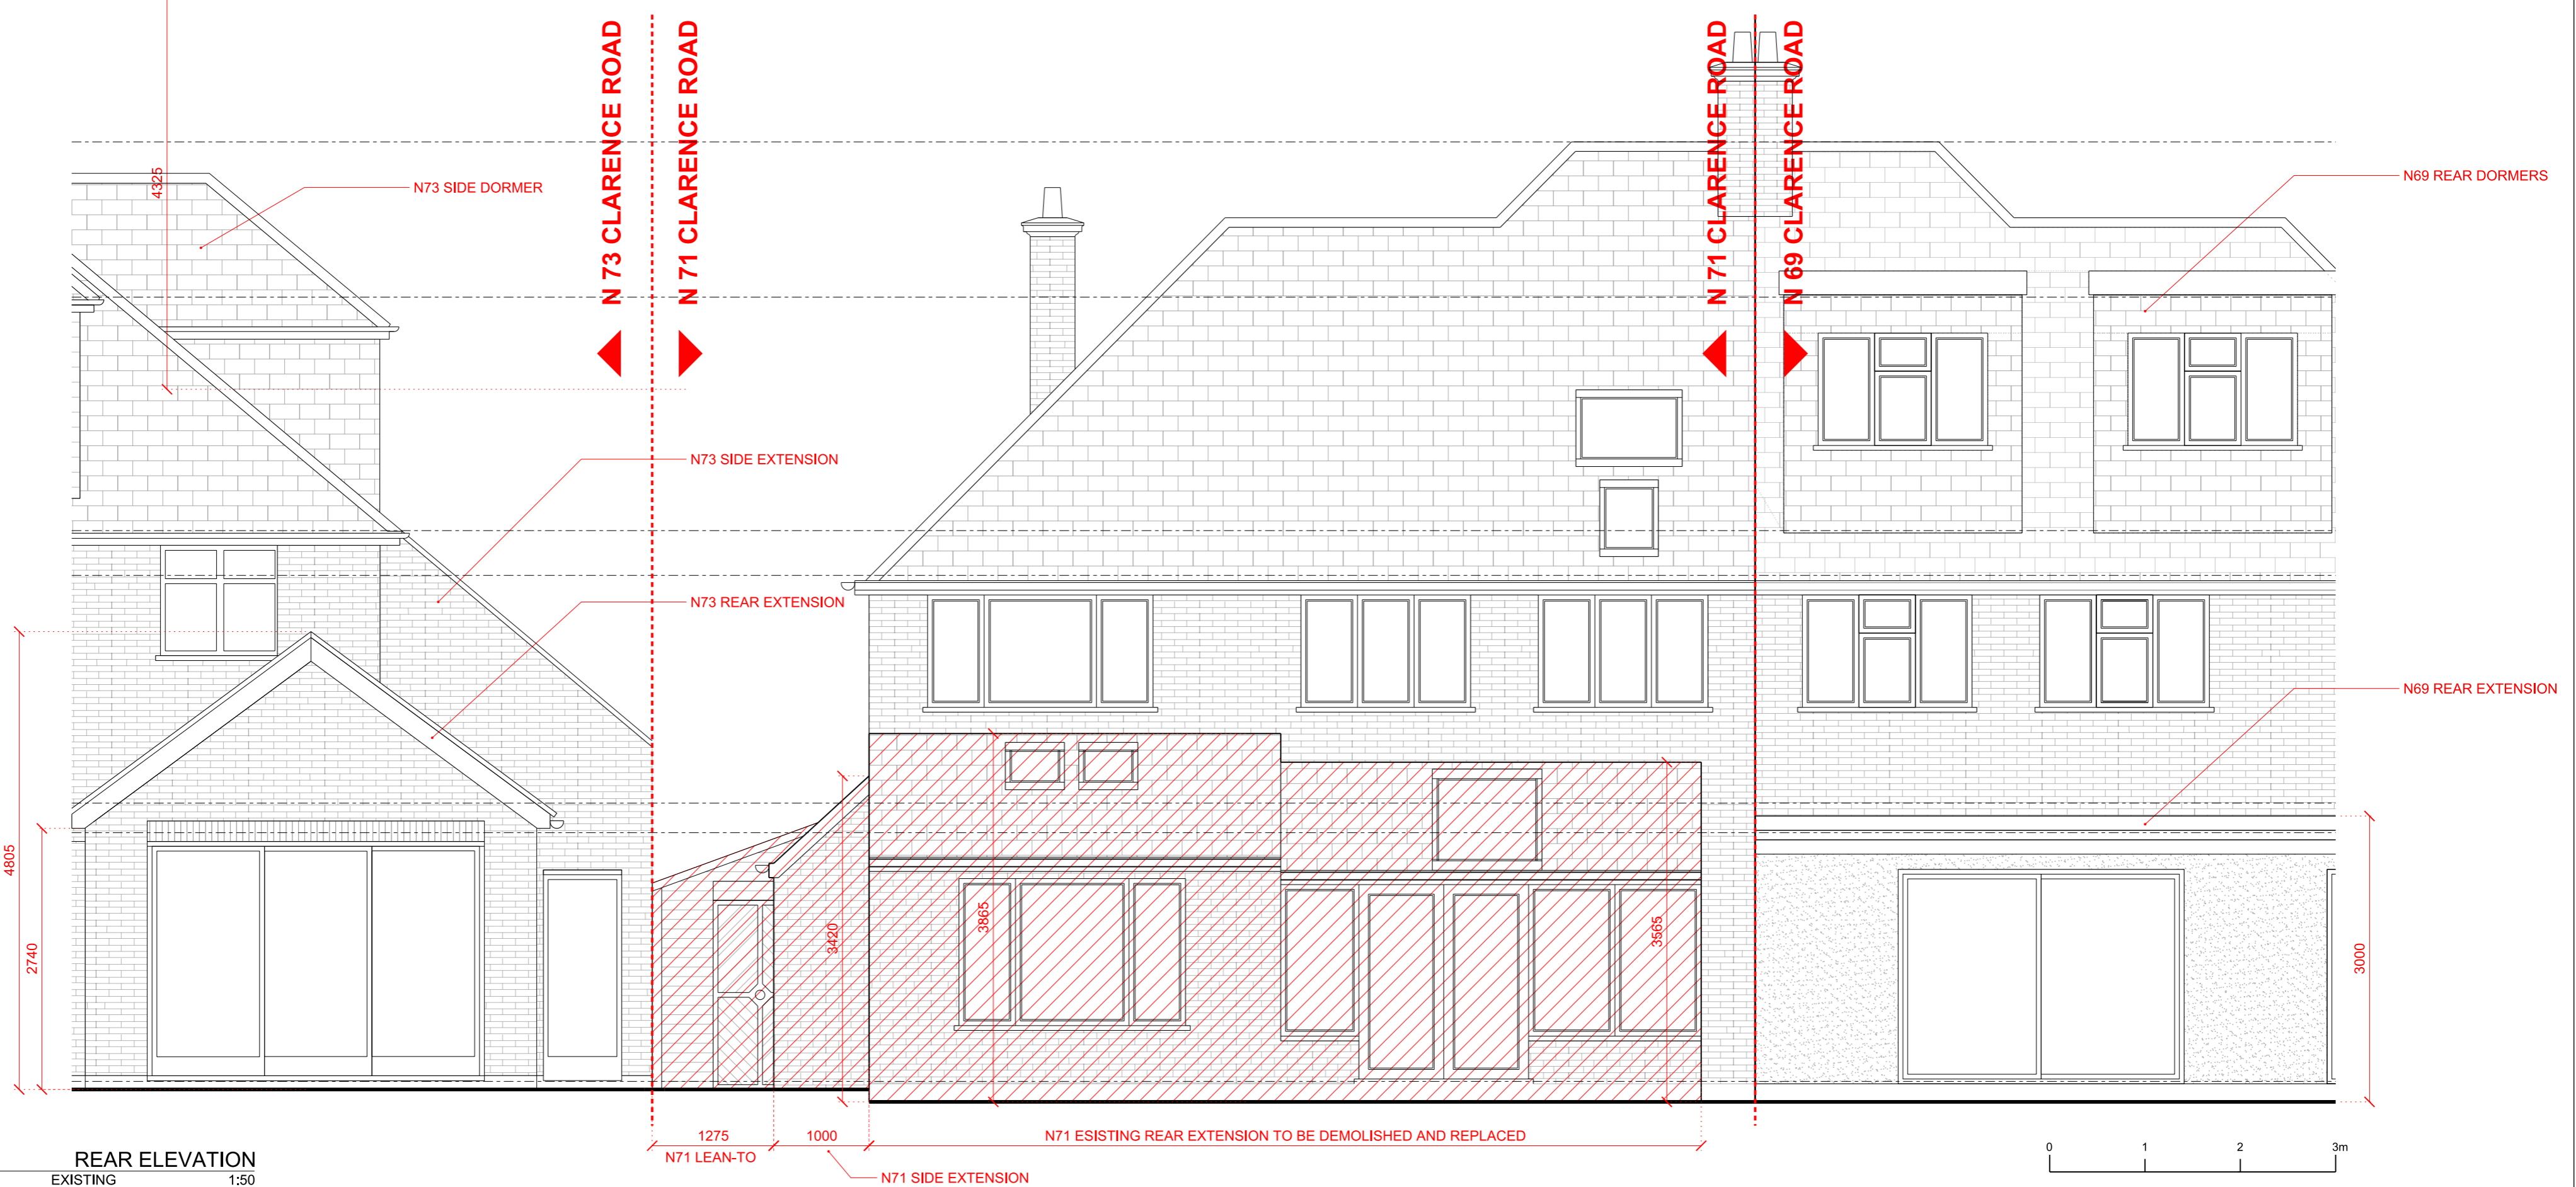 N 73 CLARENCE ROAD
N 71 CLARENCE ROAD
N 71 CLARENCE ROAD
N 69 CLARENCE ROAD
4325
N73 SIDE DORMER
N69 REAR DORMERS
N73 SIDE EXTENSION
N73 REAR EXTENSION
N69 REAR EXTENSION
4805
2740
3420
3865
3565
3000
1275
1000
N71 ESISTING REAR EXTENSION TO BE DEMOLISHED AND REPLACED
N71 LEAN-TO
N71 SIDE EXTENSION
0 1 2 3m
REAR ELEVATION
EXISTING 1:50